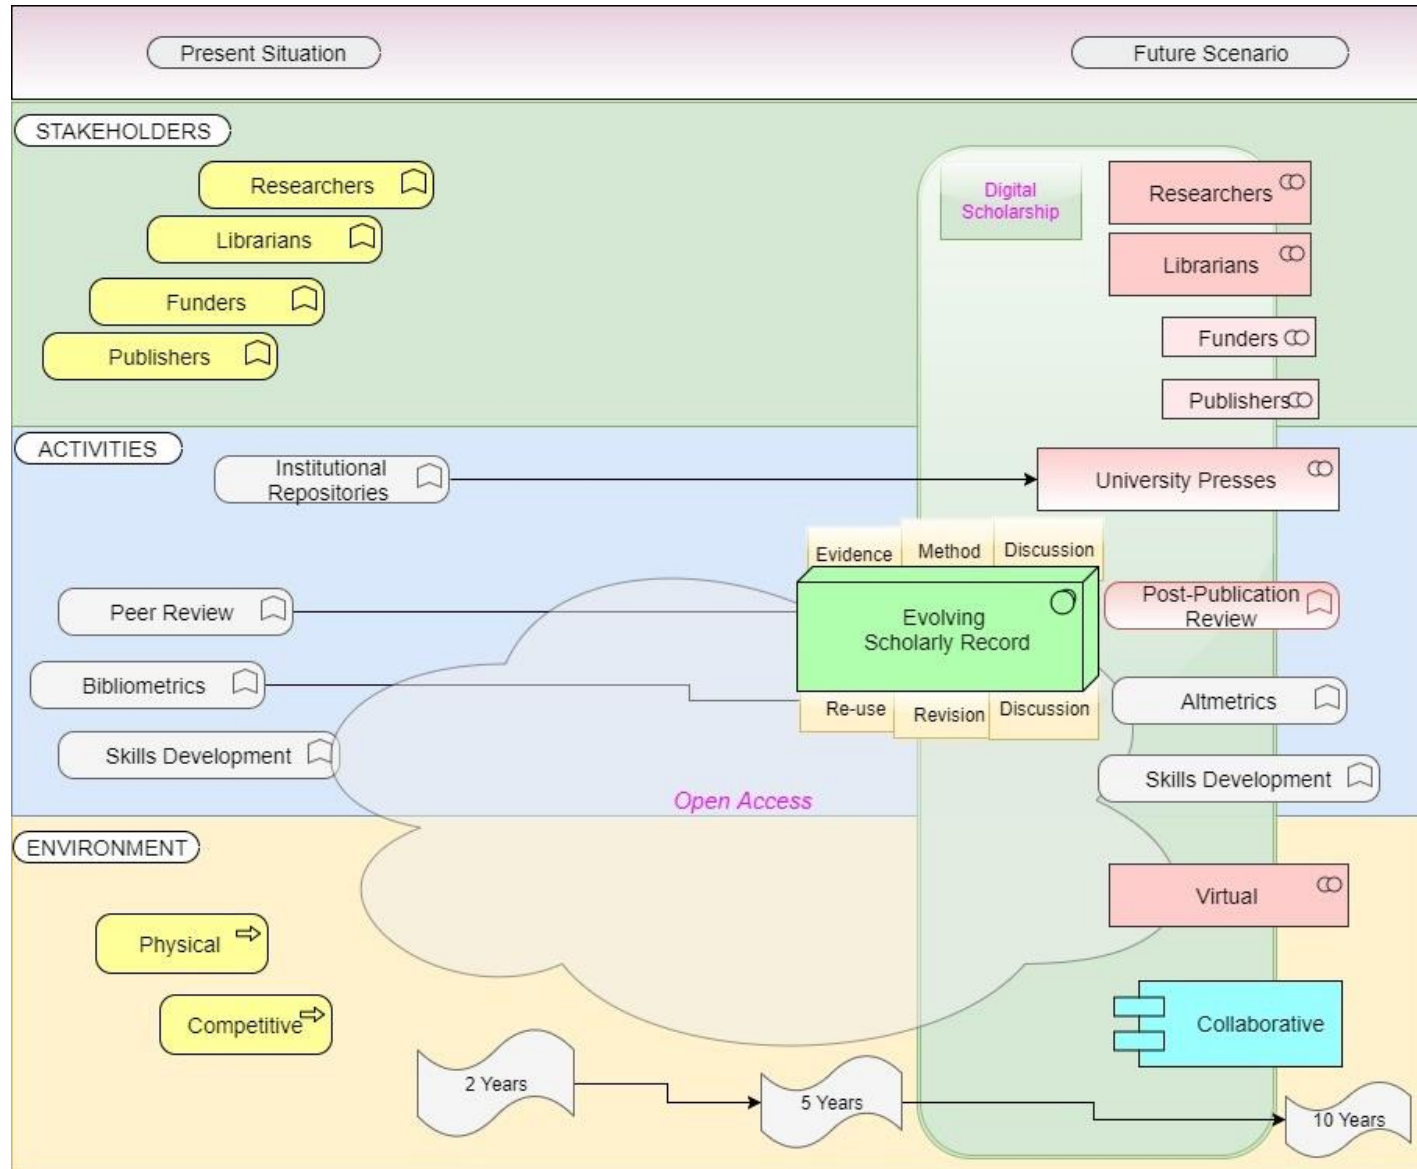 Present Situation
Future Scenario
STAKEHOLDERS
Researchers
Librarians
Funders
Publishers
Digital
Scholarship
Researchers
Librarians
Funders
Publishers
ACTIVITIES
Institutional
Repositories
University Presses
Evidence
Method
Discussion
Peer Review
Evolving
Scholarly Record
Post-Publication
Review
Bibliometrics
Re-use
Revision
Discussion
Altmetrics
Skills Development
Skills Development
Open Access
ENVIRONMENT
Virtual
Physical
Competitive
Collaborative
2 Years
5 Years
10 Years